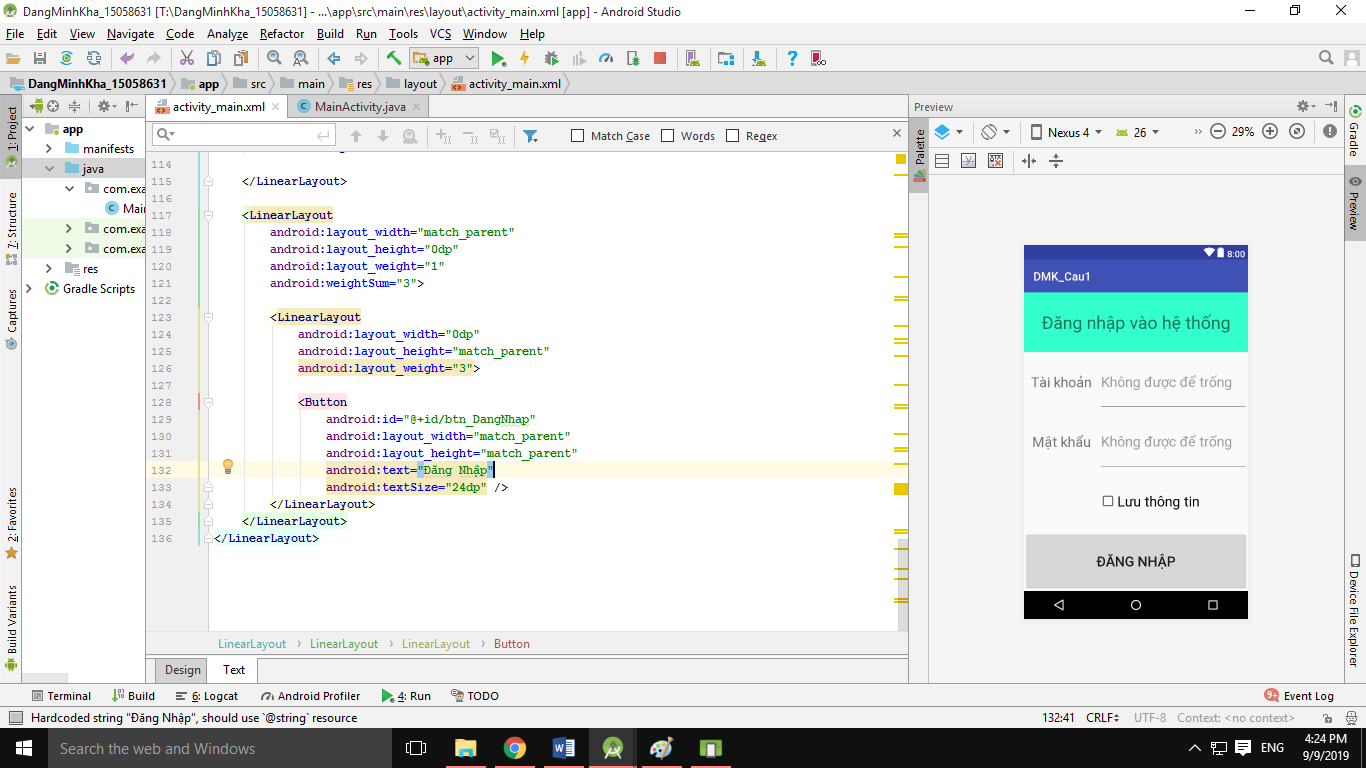 DangMinhKha_15058631 [T:\DangMinhKha_15058631] - ...\app\src\main\res\layout\activity_main.xml [app] - Android Studio
File Edit View Navigate Code Analyze Refactor Build Run Tools VCS Window Help
app
DangMinhKha_15058631 app src main res layout activity_main.xml
activity_main.xml MainActivity.java
Match Case Words Regex
1: Project
7: Structure
Captures
2: Favorites
Build Variants
app
manifests
java
com.exa
Mai
com.exa
com.exa
res
Gradle Scripts
114
115 </LinearLayout>
116
117 <LinearLayout
118 android:layout_width="match_parent"
119 android:layout_height="0dp"
120 android:layout_weight="1"
121 android:weightSum="3">
122
123 <LinearLayout
124 android:layout_width="0dp"
125 android:layout_height="match_parent"
126 android:layout_weight="3">
127
128 <Button
129 android:id="@+id/btn_DangNhap"
130 android:layout_width="match_parent"
131 android:layout_height="match_parent"
132 android:text="Đăng Nhập"
133 android:textSize="24dp" />
134 </LinearLayout>
135 </LinearLayout>
136 </LinearLayout>
LinearLayout LinearLayout LinearLayout Button
Design Text
Preview
Palette
Nexus 4 26 29%
8:00
DMK_Cau1
Đăng nhập vào hệ thống
Tài khoản Không được để trống
Mật khẩu Không được để trống
Lưu thông tin
ĐĂNG NHẬP
Gradle
Preview
Device File Explorer
Terminal Build 6: Logcat Android Profiler 4: Run TODO 9+ Event Log
Hardcoded string "Đăng Nhập", should use `@string` resource 132:41 CRLF UTF-8 Context: <no context>
Search the web and Windows ENG 4:24 PM
9/9/2019